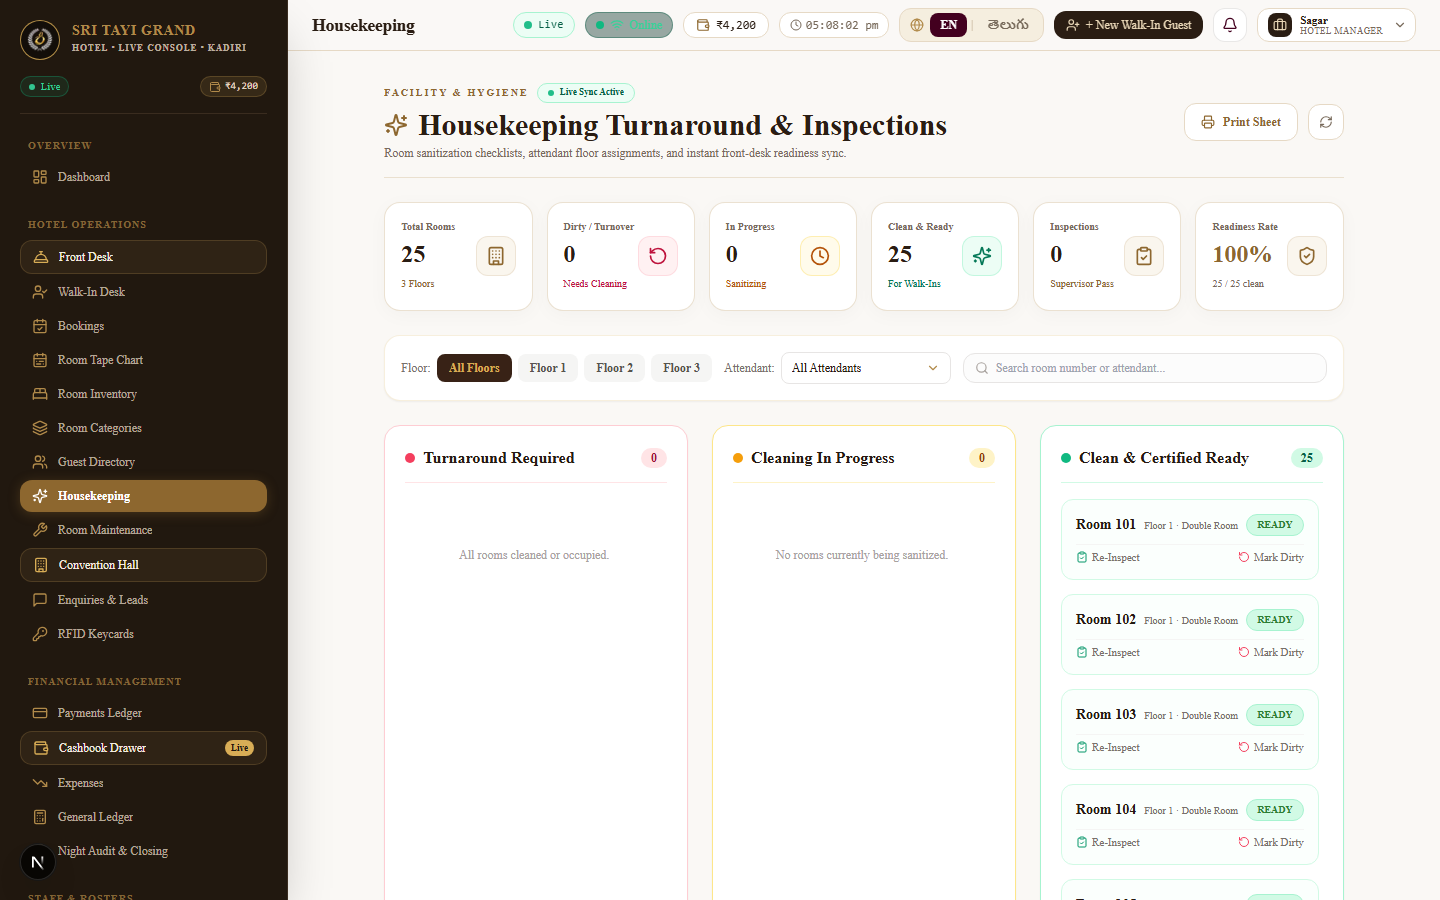 SRI TAYI GRAND
HOTEL • LIVE CONSOLE • KADIRI
Live
₹4,200
OVERVIEW
Dashboard
HOTEL OPERATIONS
Front Desk
Walk-In Desk
Bookings
Room Tape Chart
Room Inventory
Room Categories
Guest Directory
Housekeeping
Room Maintenance
Convention Hall
Enquiries & Leads
RFID Keycards
FINANCIAL MANAGEMENT
Payments Ledger
Cashbook Drawer Live
Expenses
General Ledger
Night Audit & Closing
STAFF & ROSTERS
Housekeeping
Live
Online
₹4,200
05:08:02 pm
EN
తెలుగు
+ New Walk-In Guest
Sagar
HOTEL MANAGER
FACILITY & HYGIENE
Live Sync Active
Housekeeping Turnaround & Inspections
Room sanitization checklists, attendant floor assignments, and instant front-desk readiness sync.
Print Sheet
Total Rooms
25
3 Floors
Dirty / Turnover
0
Needs Cleaning
In Progress
0
Sanitizing
Clean & Ready
25
For Walk-Ins
Inspections
0
Supervisor Pass
Readiness Rate
100%
25 / 25 clean
Floor: All Floors Floor 1 Floor 2 Floor 3 Attendant: All Attendants Search room number or attendant...
Turnaround Required 0
All rooms cleaned or occupied.
Cleaning In Progress 0
No rooms currently being sanitized.
Clean & Certified Ready 25
Room 101 Floor 1 · Double Room READY
Re-Inspect Mark Dirty
Room 102 Floor 1 · Double Room READY
Re-Inspect Mark Dirty
Room 103 Floor 1 · Double Room READY
Re-Inspect Mark Dirty
Room 104 Floor 1 · Double Room READY
Re-Inspect Mark Dirty